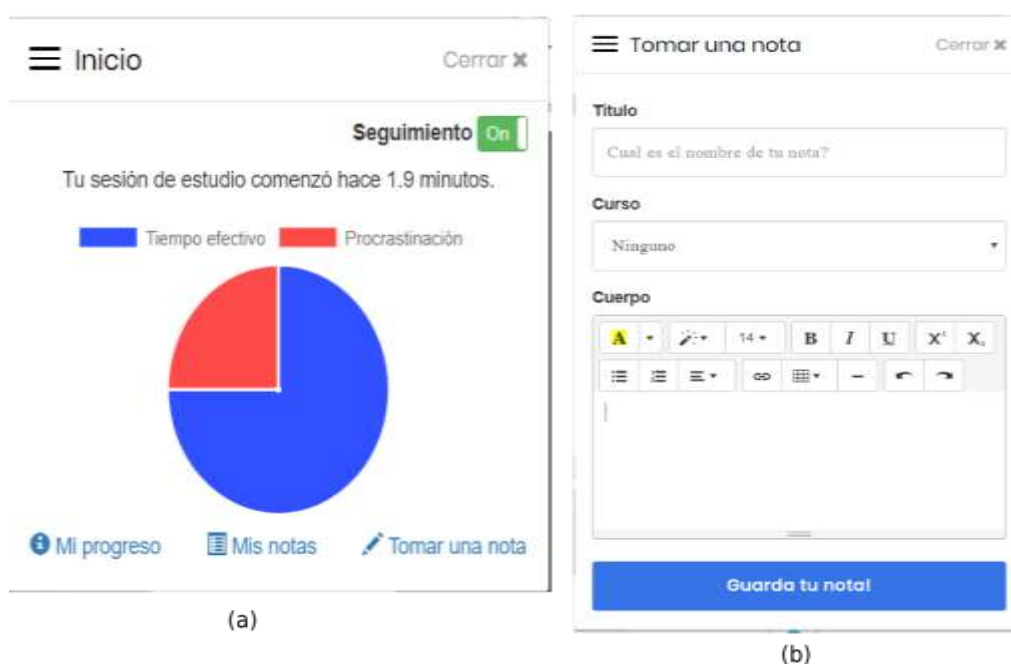 Inicio
Cerrar ✖
Seguimiento On
Tu sesión de estudio comenzó hace 1.9 minutos.
Tiempo efectivo Procrastinación
Mi progreso Mis notas Tomar una nota
(a)
Tomar una nota
Cerrar ✖
Titulo
Cual es el nombre de tu nota?
Curso
Ninguno
Cuerpo
A 14 B I U X² X₂
Guarda tu nota!
(b)